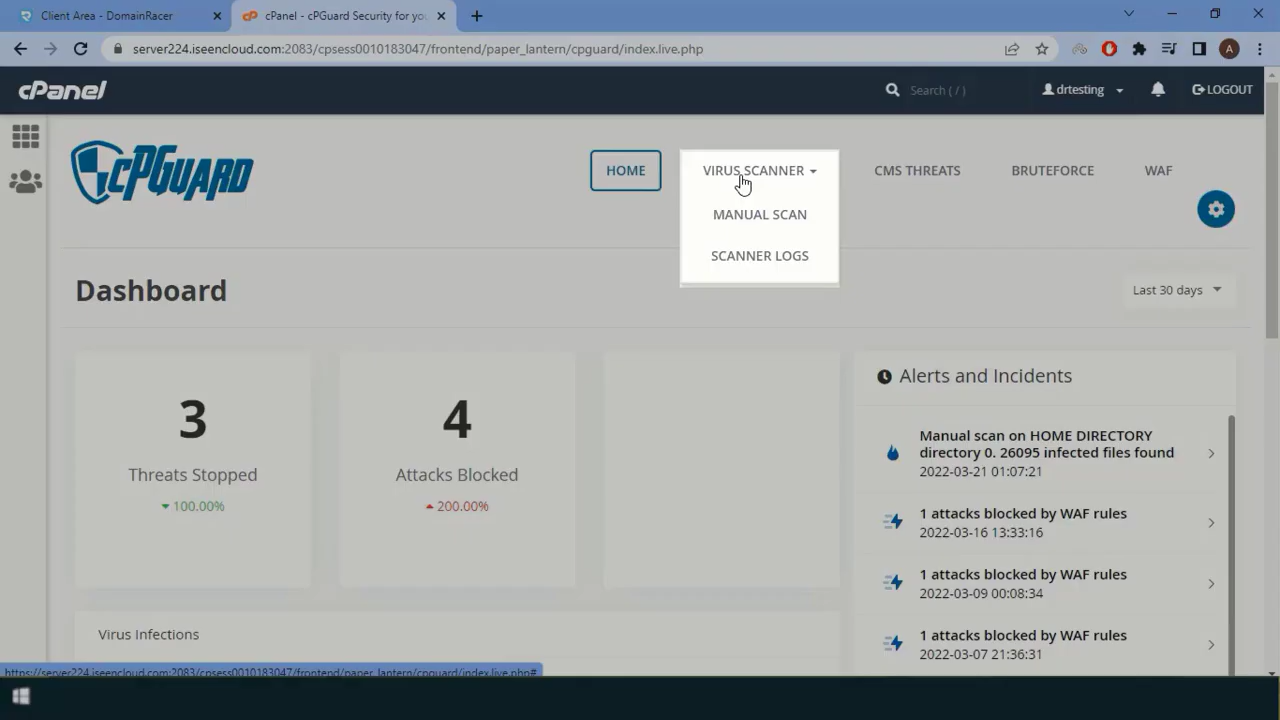 Client Area - DomainRacer
cPanel - cPGuard Security for yo
server224.iseencloud.com:2083/cpsess0010183047/frontend/paper_lantern/cpguard/index.live.php
A
cPanel
Search ( / )
drtesting
LOGOUT
cPGuard
HOME
VIRUS SCANNER
CMS THREATS
BRUTEFORCE
WAF
MANUAL SCAN
SCANNER LOGS
Dashboard
Last 30 days
3
Threats Stopped
100.00%
4
Attacks Blocked
200.00%
Alerts and Incidents
Manual scan on HOME DIRECTORY
directory 0. 26095 infected files found
2022-03-21 01:07:21
1 attacks blocked by WAF rules
2022-03-16 13:33:16
1 attacks blocked by WAF rules
2022-03-09 00:08:34
1 attacks blocked by WAF rules
2022-03-07 21:36:31
Virus Infections
https://server224.iseencloud.com:2083/cpsess0010183047/frontend/paper_lantern/cpguard/index.live.php#